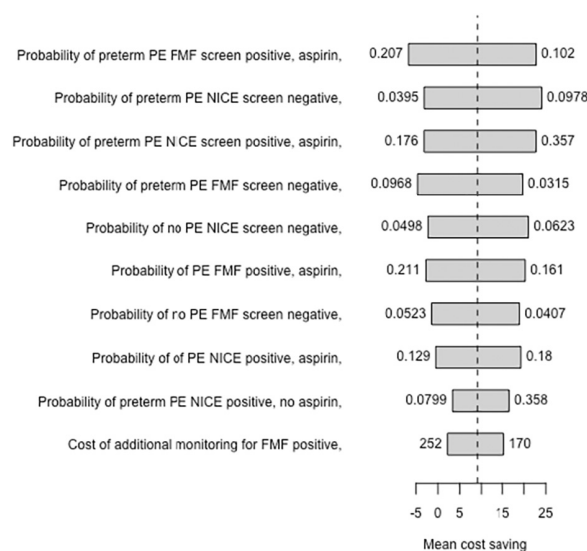 Probability of preterm PE FMF screen positive, aspirin, 0.207 0.102
Probability of preterm PE NICE screen negative, 0.0395 0.0978
Probability of preterm PE NICE screen positive, aspirin, 0.176 0.357
Probability of preterm PE FMF screen negative, 0.0968 0.0315
Probability of no PE NICE screen negative, 0.0498 0.0623
Probability of PE FMF positive, aspirin, 0.211 0.161
Probability of no PE FMF screen negative, 0.0523 0.0407
Probability of of PE NICE positive, aspirin, 0.129 0.18
Probability of preterm PE NICE positive, no aspirin, 0.0799 0.358
Cost of additional monitoring for FMF positive, 252 170
-5 0 5 15 25
Mean cost saving